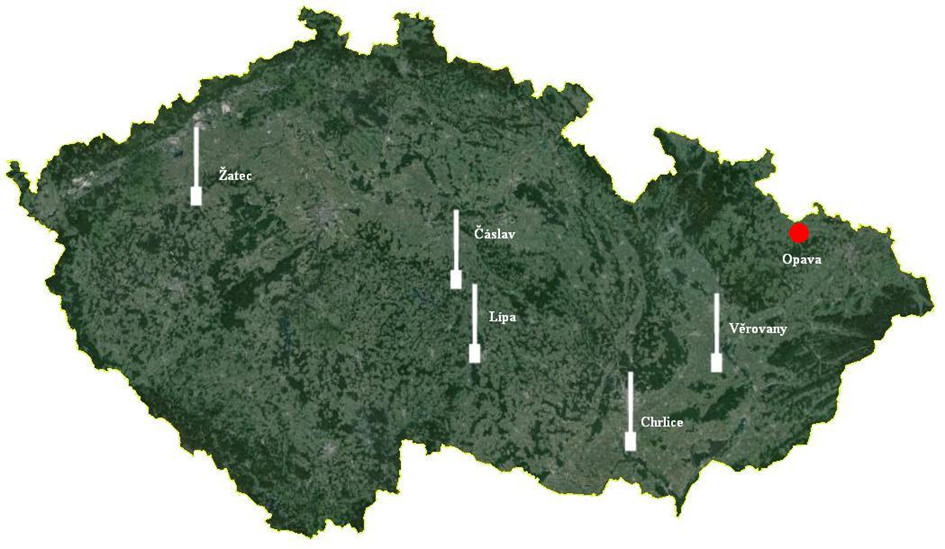 Žatec
Čáslav
Opava
Lípa
Věrovany
Chrlice